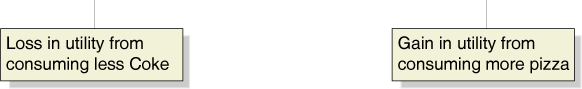 Loss in utility from
consuming less Coke
Gain in utility from
consuming more pizza